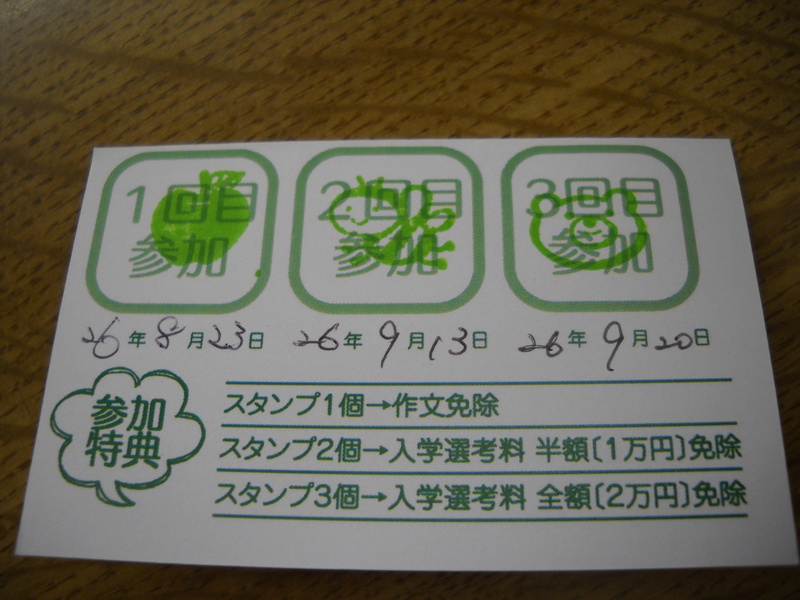 1回目
参加
2回目
参加
3回目
参加
26年8月23日
26年9月13日
26年9月20日
参加
特典
スタンプ1個→作文免除
スタンプ2個→入学選考料 半額〔1万円〕免除
スタンプ3個→入学選考料 全額〔2万円〕免除